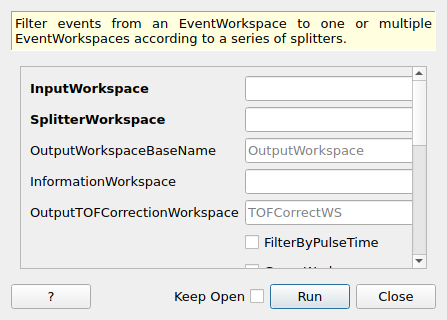 Filter events from an EventWorkspace to one or multiple
EventWorkspaces according to a series of splitters.
InputWorkspace
SplitterWorkspace
OutputWorkspaceBaseName OutputWorkspace
InformationWorkspace
OutputTOFCorrectionWorkspace TOFCorrectWS
FilterByPulseTime
? Keep Open Run Close